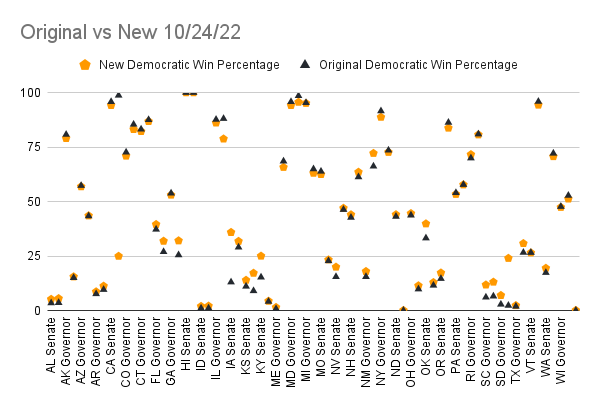 Original vs New 10/24/22
New Democratic Win Percentage
Original Democratic Win Percentage
100
75
50
25
0
AL Senate
AK Governor
AZ Governor
AR Governor
CA Senate
CO Governor
CT Governor
FL Governor
GA Governor
HI Senate
ID Senate
IL Governor
IA Senate
KS Senate
KY Senate
ME Governor
MD Governor
MI Governor
MO Senate
NV Senate
NH Senate
NM Governor
NY Governor
ND Senate
OH Governor
OK Senate
OR Senate
PA Senate
RI Governor
SC Governor
SD Governor
TX Governor
VT Senate
WA Senate
WI Governor